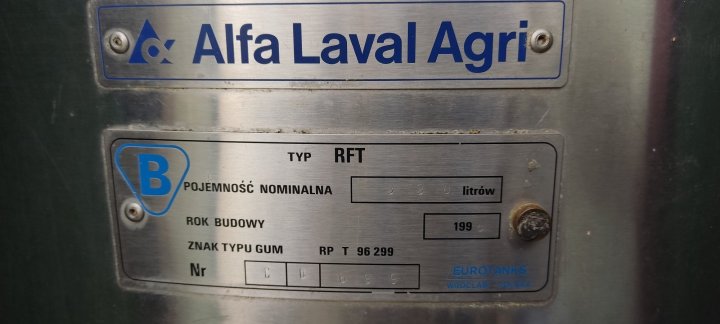 Alfa Laval Agri
B
TYP RFT
POJEMNOŚĆ NOMINALNA litrów
ROK BUDOWY 199
ZNAK TYPU GUM RP T 96 299
Nr
EUROTANKS